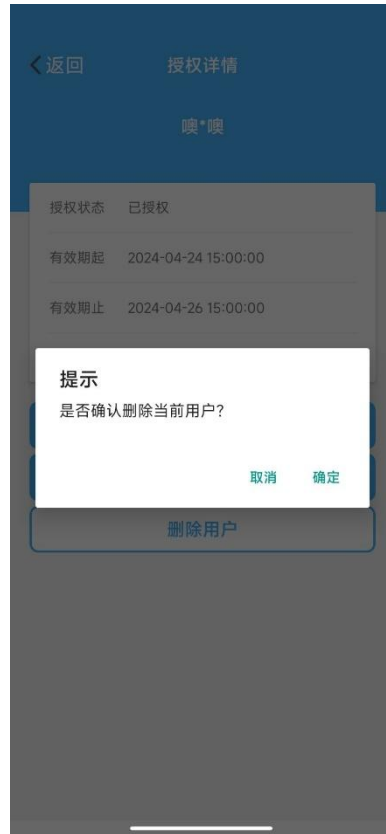 返回
授权详情
噢*噢
授权状态 已授权
有效期起 2024-04-24 15:00:00
有效期止 2024-04-26 15:00:00
提示
是否确认删除当前用户?
取消 确定
删除用户